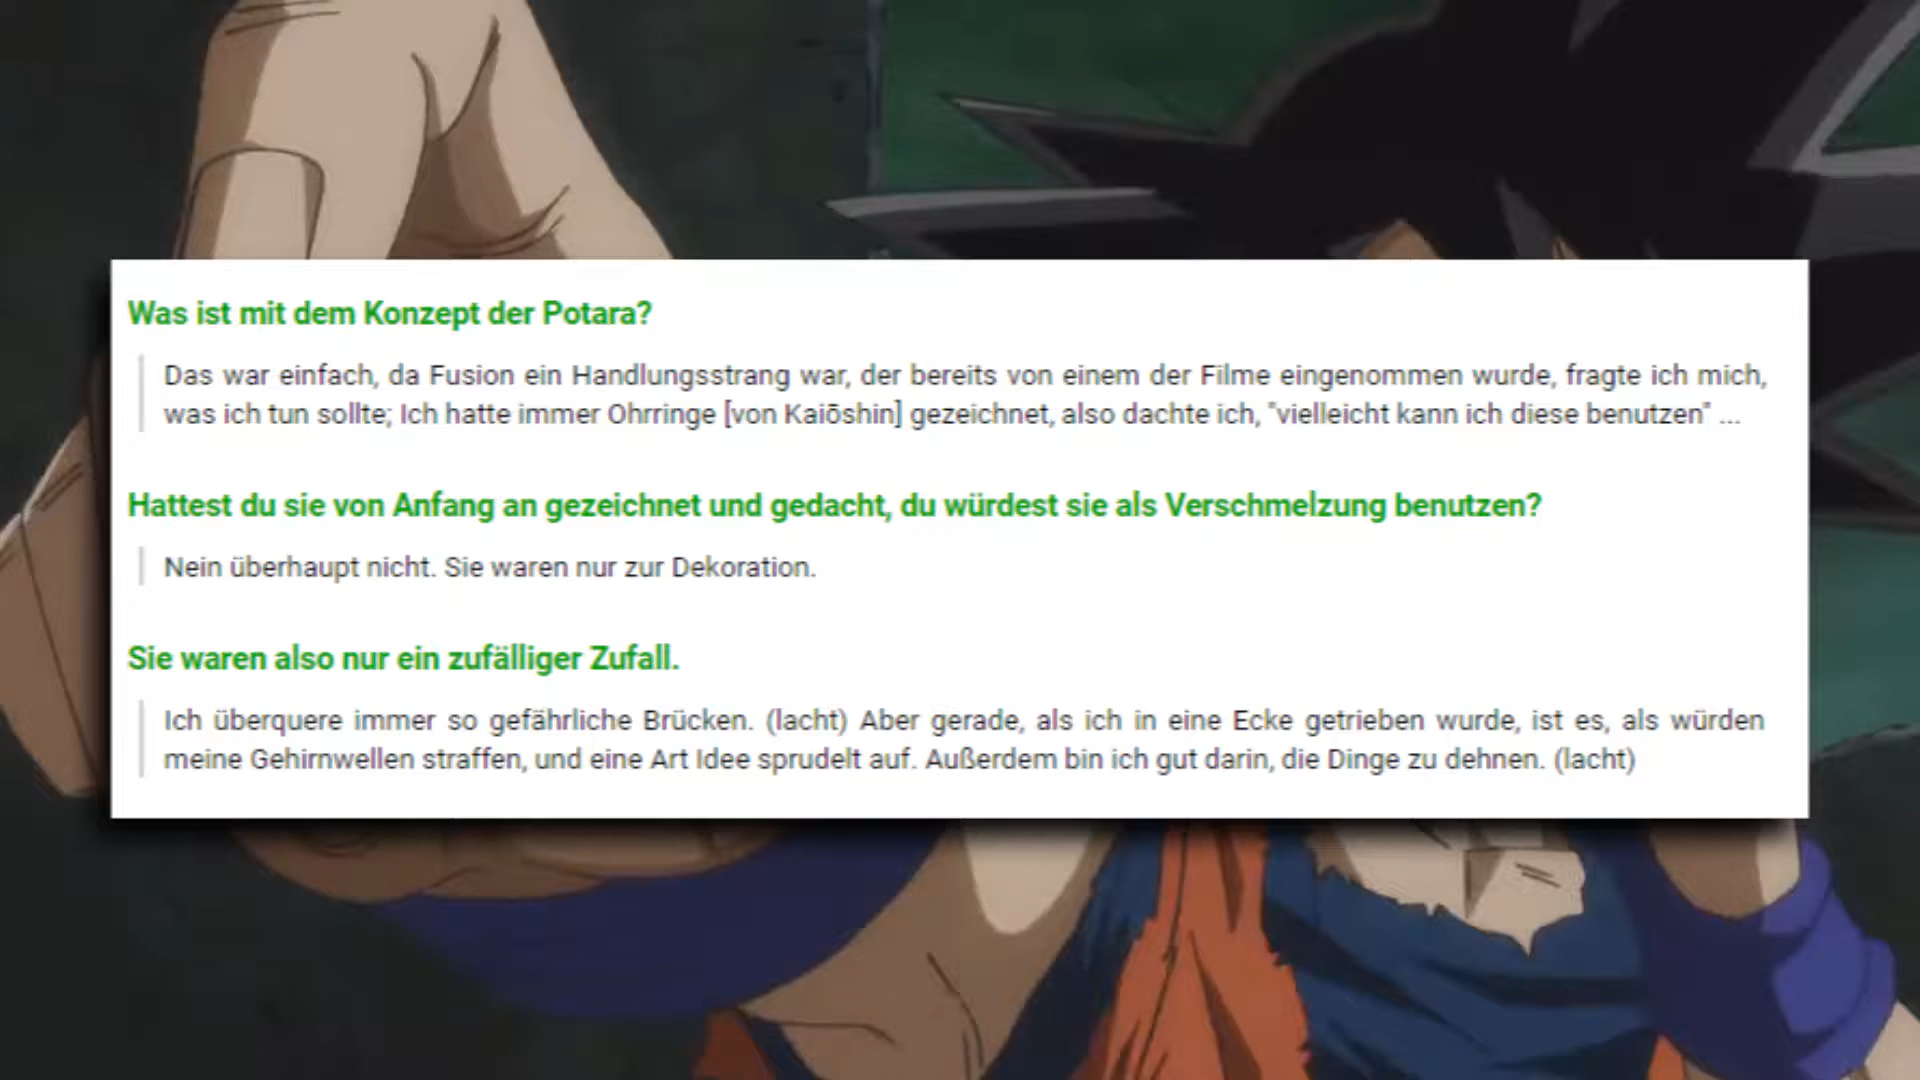 Was ist mit dem Konzept der Potara?
Das war einfach, da Fusion ein Handlungsstrang war, der bereits von einem der Filme eingenommen wurde, fragte ich mich,
was ich tun sollte; Ich hatte immer Ohrringe [von Kaiōshin] gezeichnet, also dachte ich, "vielleicht kann ich diese benutzen" ...
Hattest du sie von Anfang an gezeichnet und gedacht, du würdest sie als Verschmelzung benutzen?
Nein überhaupt nicht. Sie waren nur zur Dekoration.
Sie waren also nur ein zufälliger Zufall.
Ich überquere immer so gefährliche Brücken. (lacht) Aber gerade, als ich in eine Ecke getrieben wurde, ist es, als würden
meine Gehirnwellen straffen, und eine Art Idee sprudelt auf. Außerdem bin ich gut darin, die Dinge zu dehnen. (lacht)